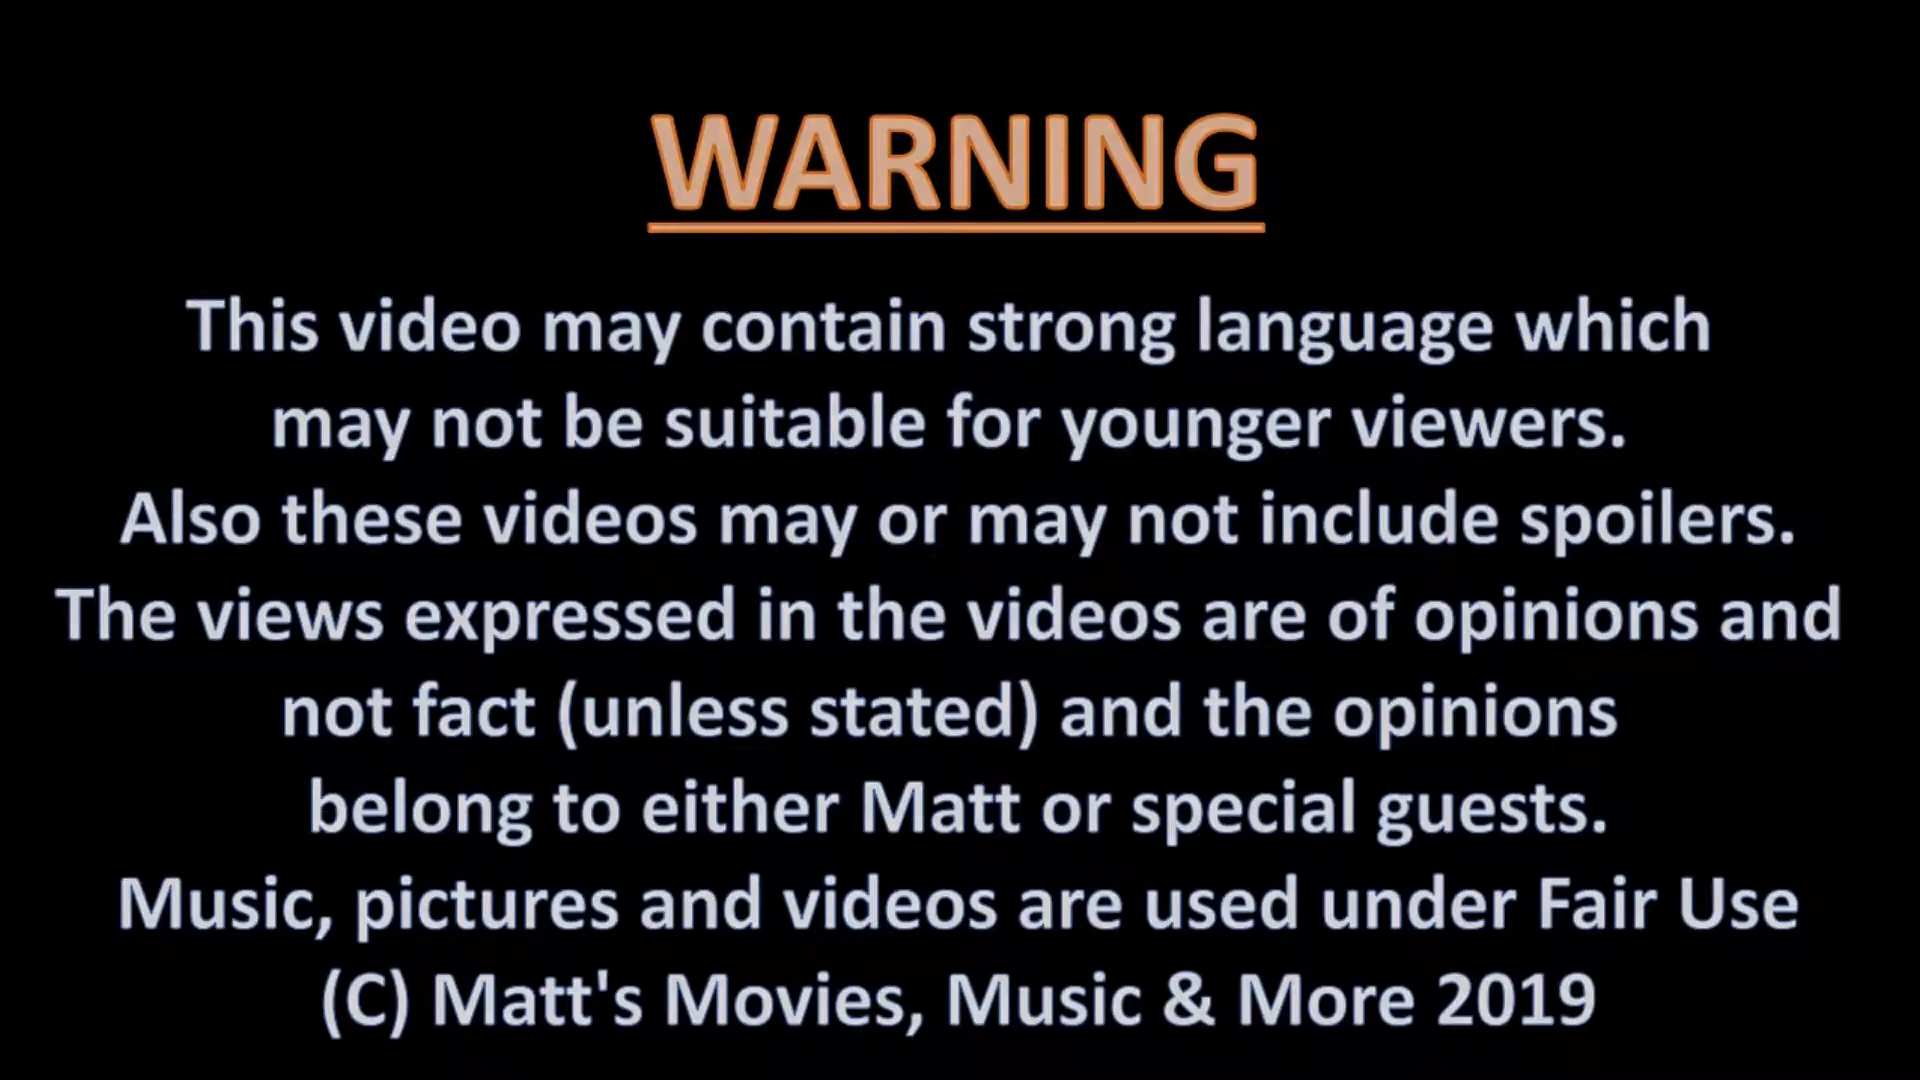 WARNING
This video may contain strong language which
may not be suitable for younger viewers.
Also these videos may or may not include spoilers.
The views expressed in the videos are of opinions and
not fact (unless stated) and the opinions
belong to either Matt or special guests.
Music, pictures and videos are used under Fair Use
(C) Matt's Movies, Music & More 2019